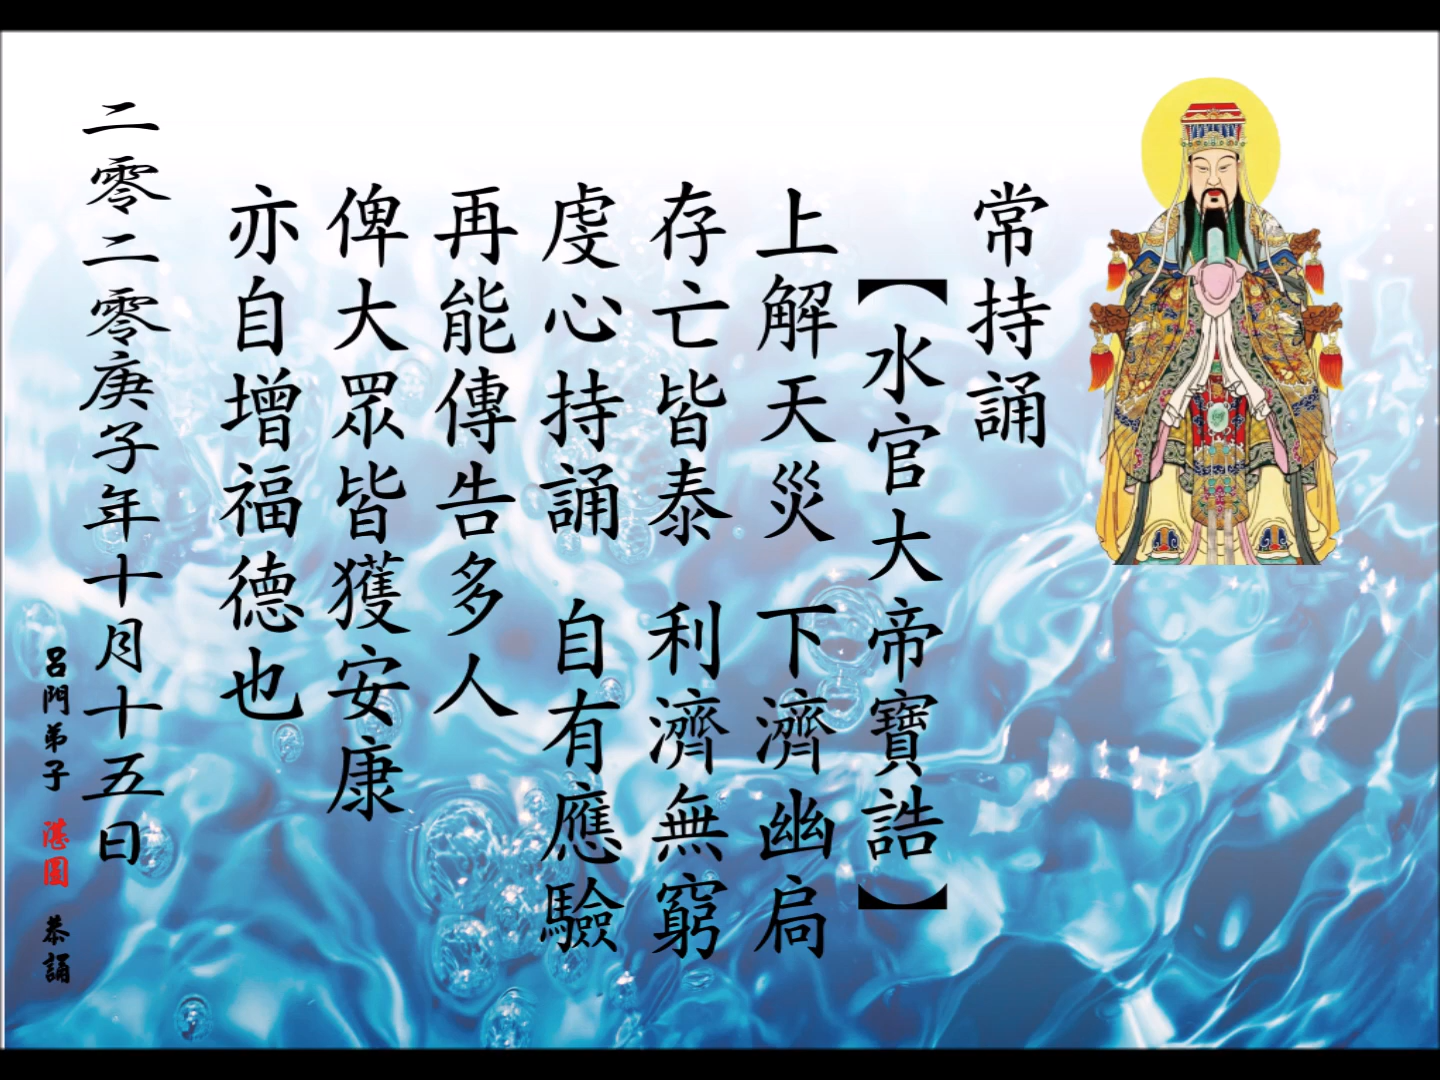 常持誦
【水官大帝寶誥】
上解天災 下濟幽扃
存亡皆泰 利濟無窮
虔心持誦 自有應驗
再能傳告多人
俾大眾皆獲安康
亦自增福德也
二零二零庚子年十月十五日
呂門弟子 湛圓 恭誦